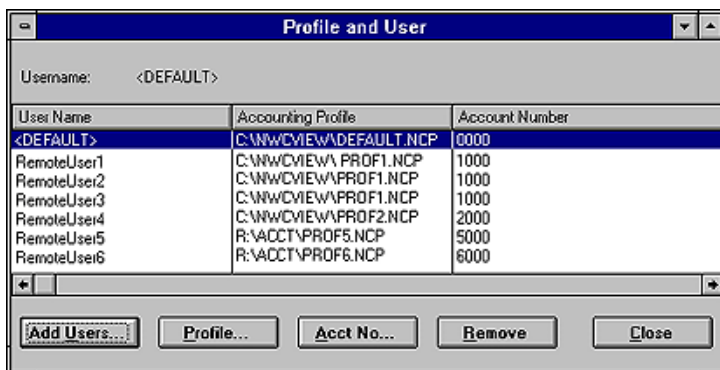 Profile and User
Username: <DEFAULT>
User Name Accounting Profile Account Number
<DEFAULT> C:\NWCVIEW\DEFAULT.NCP 0000
RemoteUser1 C:\NWCVIEW\ PROF1.NCP 1000
RemoteUser2 C:\NWCVIEW\PROF1.NCP 1000
RemoteUser3 C:\NWCVIEW\PROF1.NCP 1000
RemoteUser4 C:\NWCVIEW\PROF2.NCP 2000
RemoteUser5 R:\ACCT\PROF5.NCP 5000
RemoteUser6 R:\ACCT\PROF6.NCP 6000
Add Users... Profile... Acct No... Remove Close